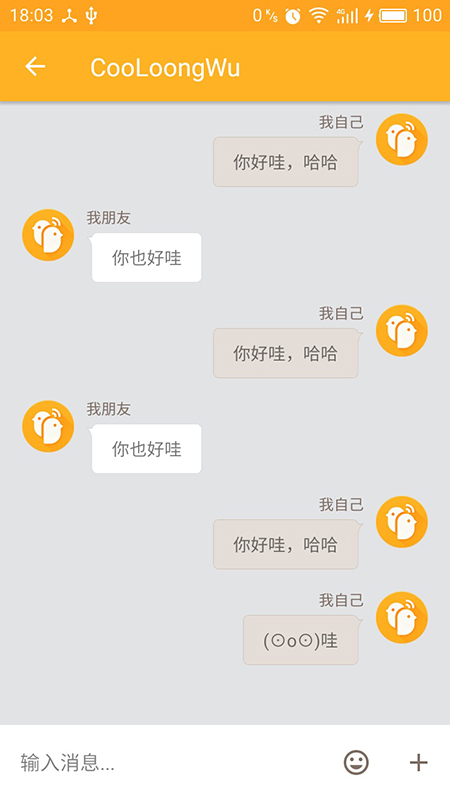 18:03 0 K/s 4G 100
CooLoongWu
我自己
你好哇，哈哈
我朋友
你也好哇
我自己
你好哇，哈哈
我朋友
你也好哇
我自己
你好哇，哈哈
我自己
(⊙o⊙)哇
输入消息...